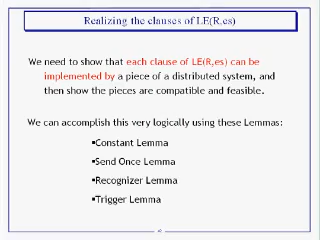 Realizing the clauses of LE(R,es)
We need to show that each clause of LE(R,es) can be
implemented by a piece of a distributed system, and
then show the pieces are compatible and feasible.
We can accomplish this very logically using these Lemmas:
▪Constant Lemma
▪Send Once Lemma
▪Recognizer Lemma
▪Trigger Lemma